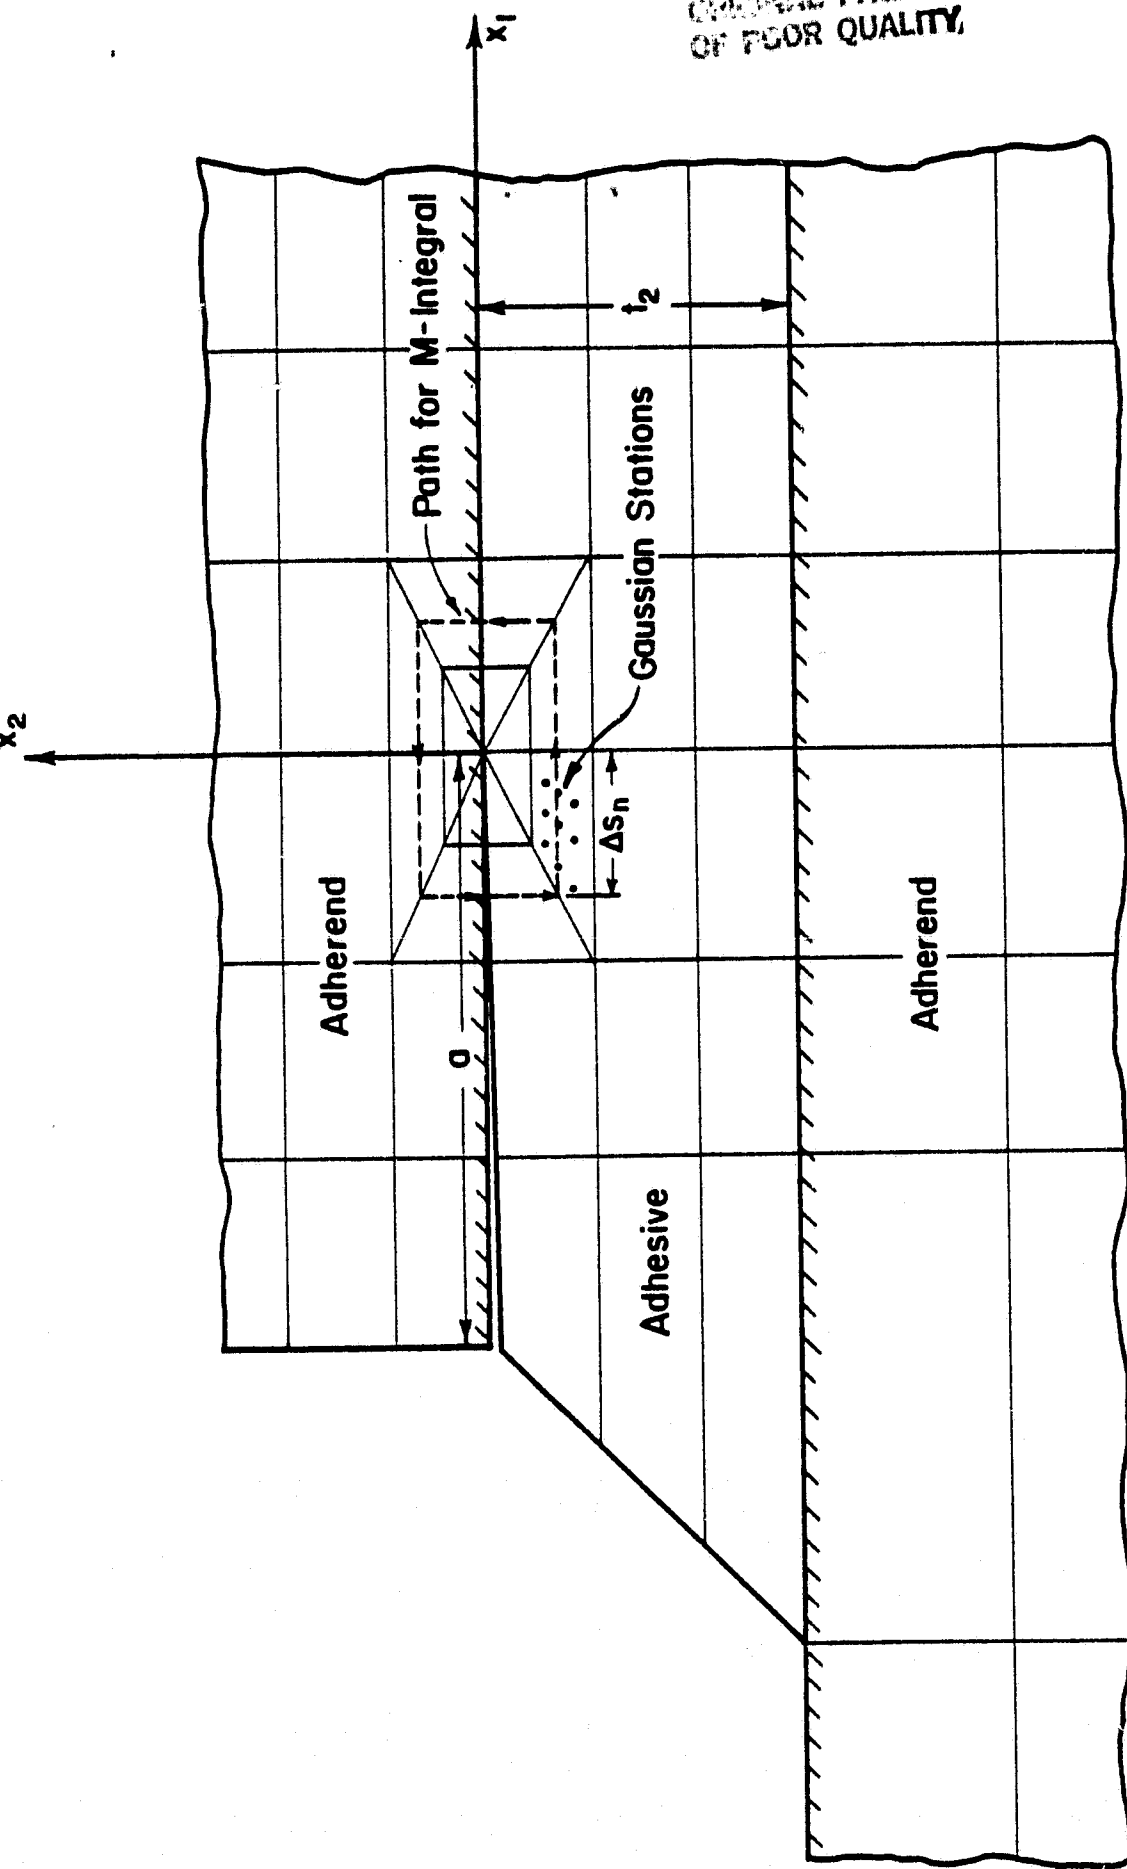 OF POOR QUALITY
x₁
x₂
Path for M-Integral
t₂
Gaussian Stations
Δsₙ
Adherend
a
Adhesive
Adherend